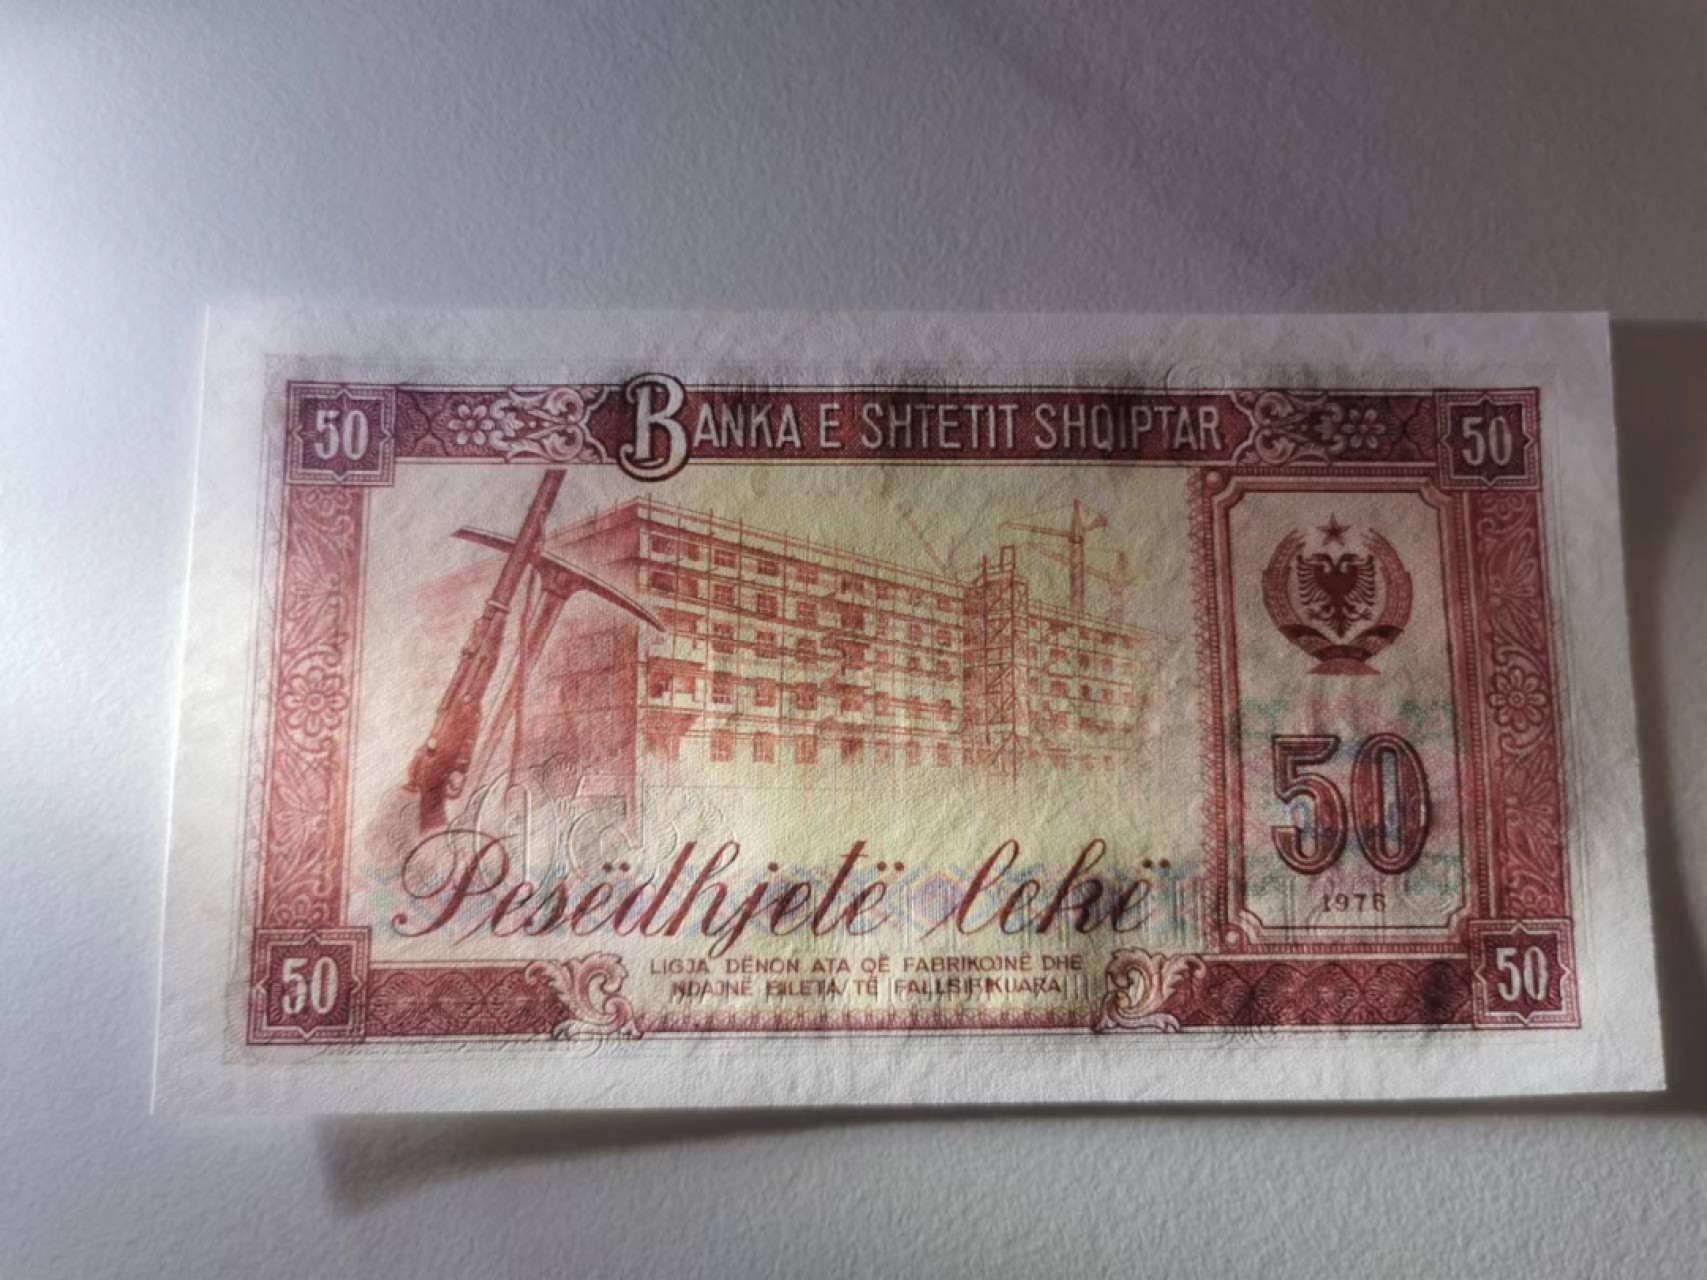 50 BANKA E SHTETIT SHQIPTAR 50
50
1976
Pesëdhjetë lekë
LIGJA DËNON ATA QË FABRIKOJNË DHE
NDAJNË BILETA TË FALLSIFIKUARA
50 50